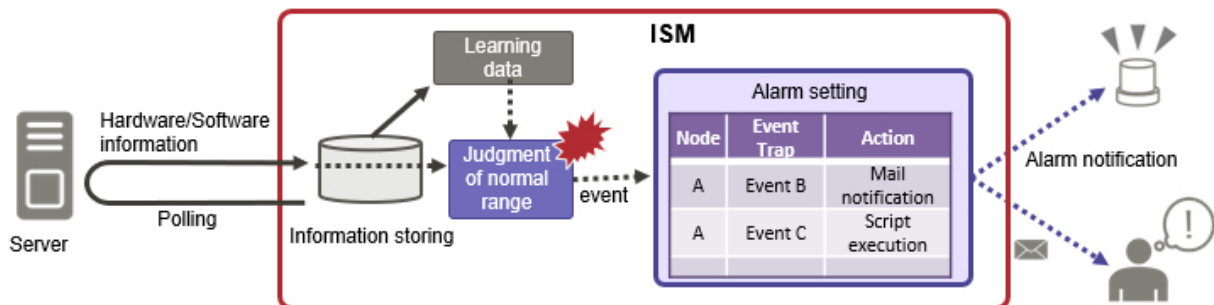 ISM
Learning
data
Hardware/Software
information
Polling
Server
Information storing
Judgment
of normal
range
event
Alarm setting
Node
Event
Trap
Action
A
Event B
Mail
notification
A
Event C
Script
execution
Alarm notification
!